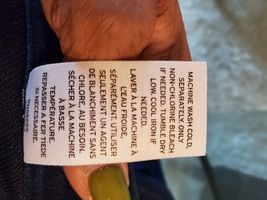 MACHINE WASH COLD,
SEPARATELY. ONLY
NON-CHLORINE BLEACH
IF NEEDED. TUMBLE DRY
LOW. COOL IRON IF
NEEDED.
LAVER À LA MACHINE À
L'EAU FROIDE,
SÉPARÉMENT. UTILISER
SEULEMENT UN AGENT
DE BLANCHIMENT SANS
CHLORE, AU BESOIN.
SÉCHER À LA MACHINE
À BASSE
TEMPÉRATURE.
REPASSER À FER TIÈDE
SI NÉCESSAIRE.